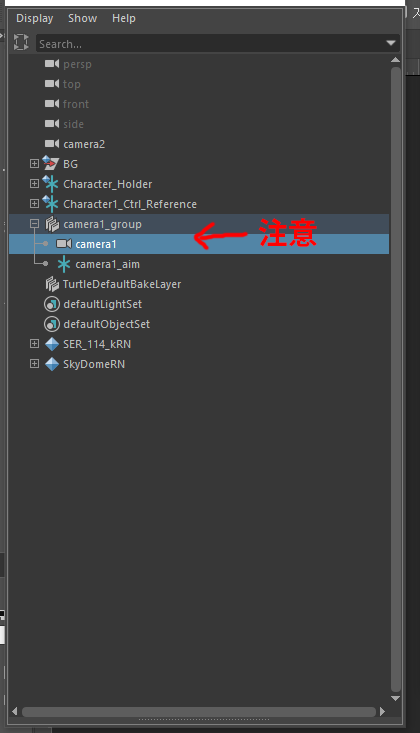 Display Show Help
Search...
persp
top
front
side
camera2
BG
Character_Holder
Character1_Ctrl_Reference
camera1_group
注意
camera1
camera1_aim
TurtleDefaultBakeLayer
defaultLightSet
defaultObjectSet
SER_114_kRN
SkyDomeRN